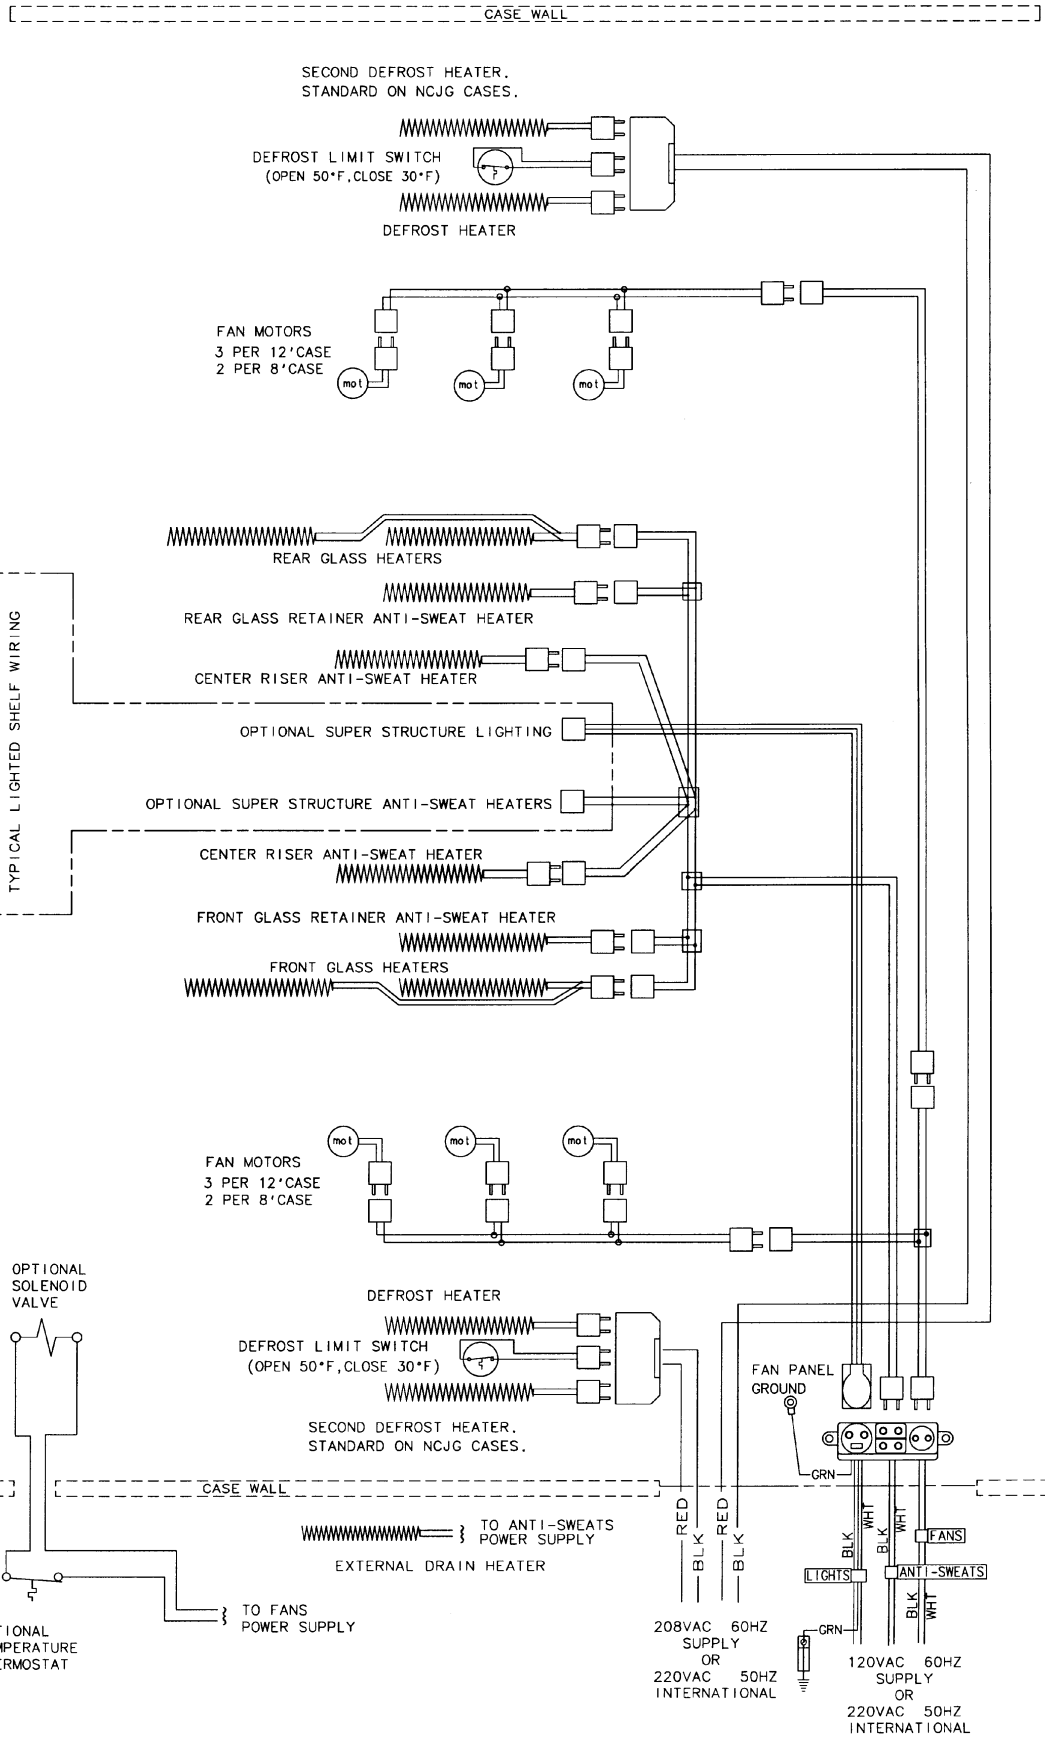 CASE WALL
SECOND DEFROST HEATER.
STANDARD ON NCJG CASES.
DEFROST LIMIT SWITCH
(OPEN 50°F,CLOSE 30°F)
DEFROST HEATER
FAN MOTORS
3 PER 12'CASE
2 PER 8'CASE
mot
mot
mot
REAR GLASS HEATERS
REAR GLASS RETAINER ANTI-SWEAT HEATER
CENTER RISER ANTI-SWEAT HEATER
TYPICAL LIGHTED SHELF WIRING
OPTIONAL SUPER STRUCTURE LIGHTING
OPTIONAL SUPER STRUCTURE ANTI-SWEAT HEATERS
CENTER RISER ANTI-SWEAT HEATER
FRONT GLASS RETAINER ANTI-SWEAT HEATER
FRONT GLASS HEATERS
mot
mot
mot
FAN MOTORS
3 PER 12'CASE
2 PER 8'CASE
OPTIONAL
SOLENOID
VALVE
DEFROST HEATER
DEFROST LIMIT SWITCH
(OPEN 50°F,CLOSE 30°F)
SECOND DEFROST HEATER.
STANDARD ON NCJG CASES.
FAN PANEL
GROUND
GRN
CASE WALL
TO ANTI-SWEATS
POWER SUPPLY
EXTERNAL DRAIN HEATER
RED
BLK
RED
BLK
BLK
WHT
BLK
WHT
FANS
LIGHTS
ANTI-SWEATS
BLK
WHT
TO FANS
POWER SUPPLY
TIONAL
MPERATURE
ERMOSTAT
208VAC 60HZ
SUPPLY
OR
220VAC 50HZ
INTERNATIONAL
GRN
120VAC 60HZ
SUPPLY
OR
220VAC 50HZ
INTERNATIONAL